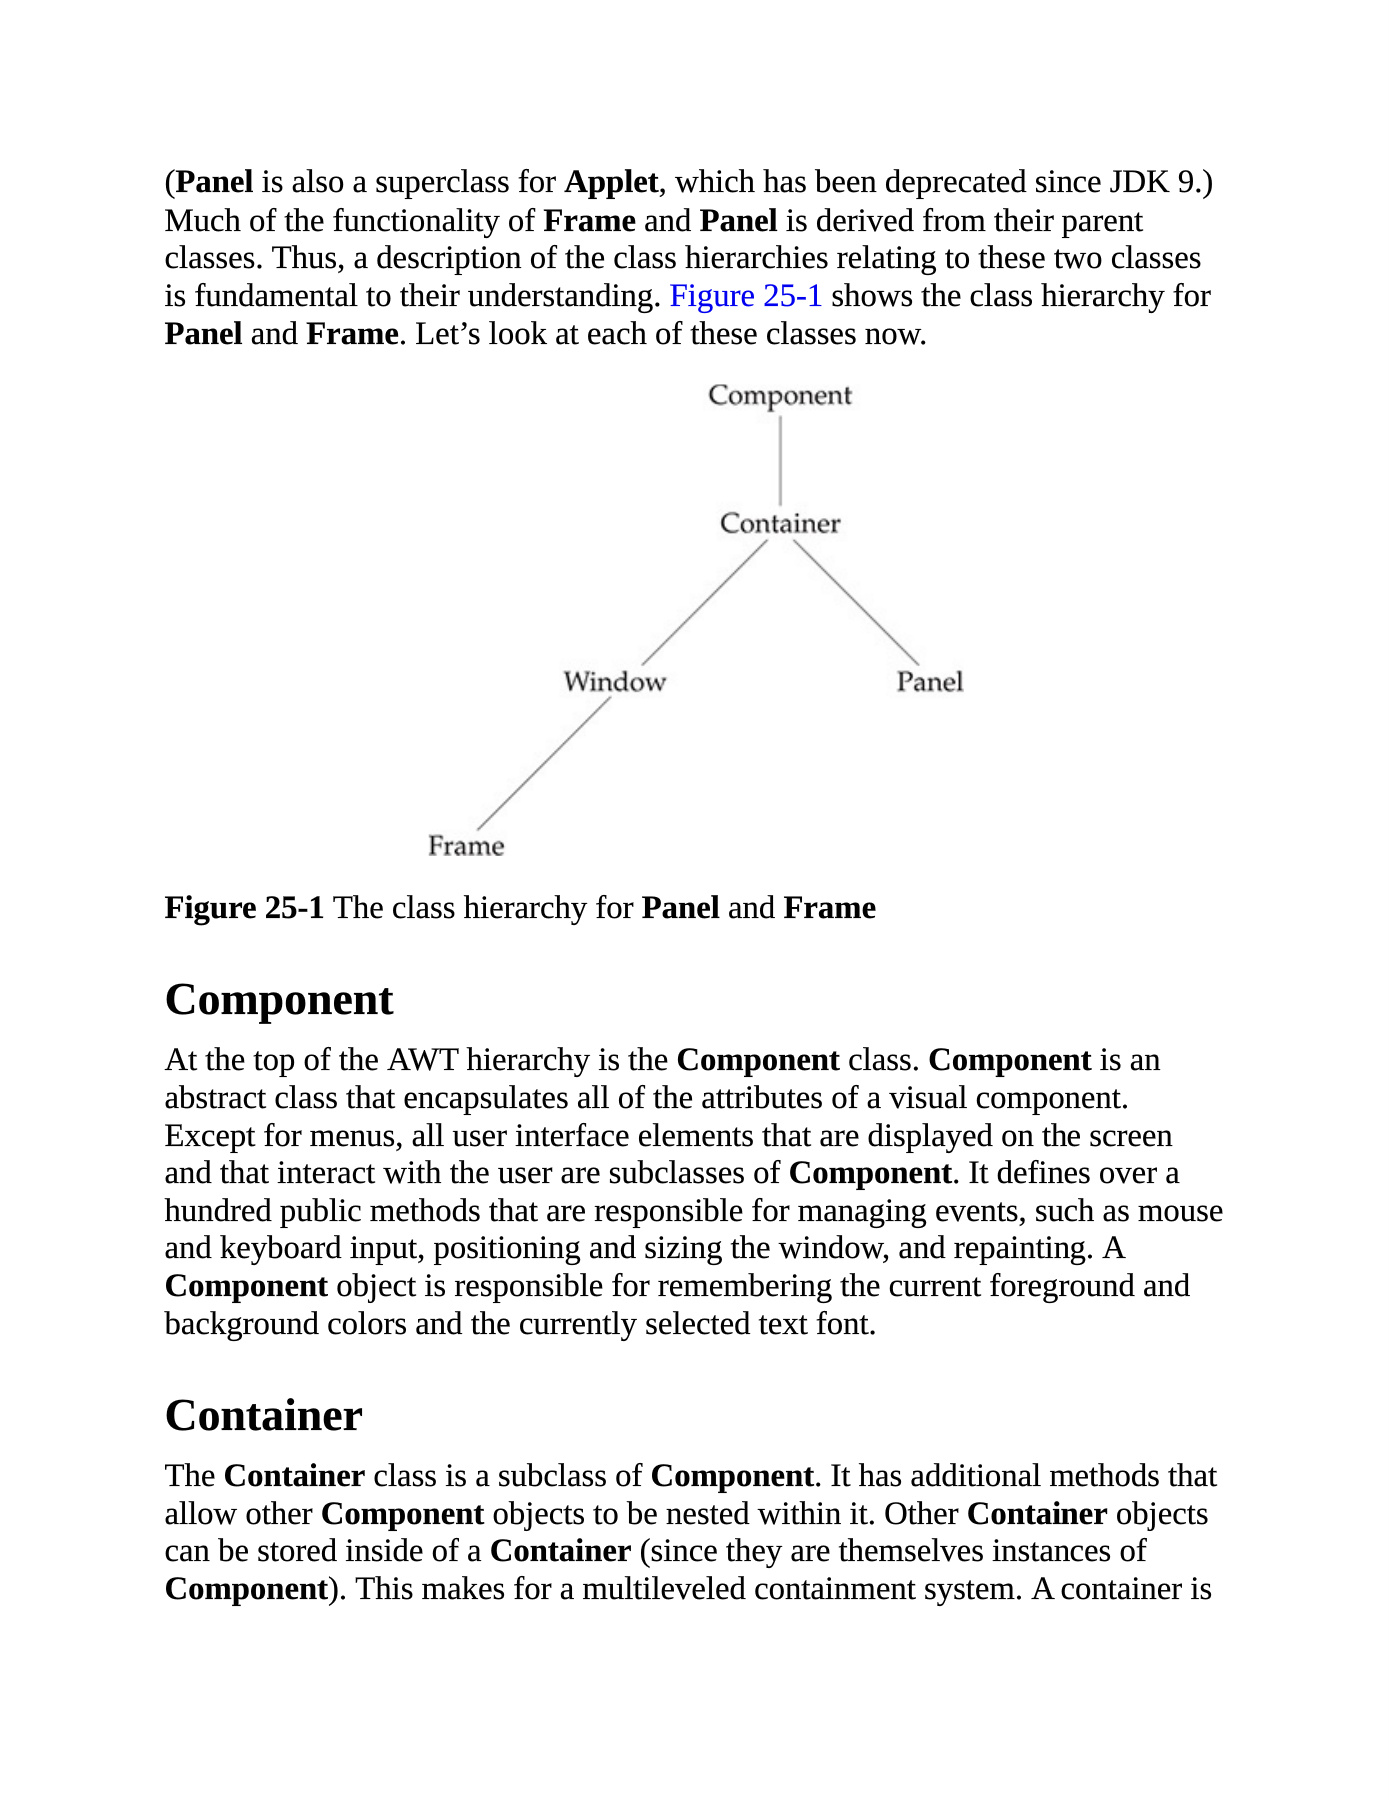 (Panel is also a superclass for Applet, which has been deprecated since JDK 9.)
Much of the functionality of Frame and Panel is derived from their parent
classes. Thus, a description of the class hierarchies relating to these two classes
is fundamental to their understanding. Figure 25-1 shows the class hierarchy for
Panel and Frame. Let’s look at each of these classes now.
Component
Container
Window Panel
Frame
Figure 25-1 The class hierarchy for Panel and Frame
Component
At the top of the AWT hierarchy is the Component class. Component is an
abstract class that encapsulates all of the attributes of a visual component.
Except for menus, all user interface elements that are displayed on the screen
and that interact with the user are subclasses of Component. It defines over a
hundred public methods that are responsible for managing events, such as mouse
and keyboard input, positioning and sizing the window, and repainting. A
Component object is responsible for remembering the current foreground and
background colors and the currently selected text font.
Container
The Container class is a subclass of Component. It has additional methods that
allow other Component objects to be nested within it. Other Container objects
can be stored inside of a Container (since they are themselves instances of
Component). This makes for a multileveled containment system. A container is